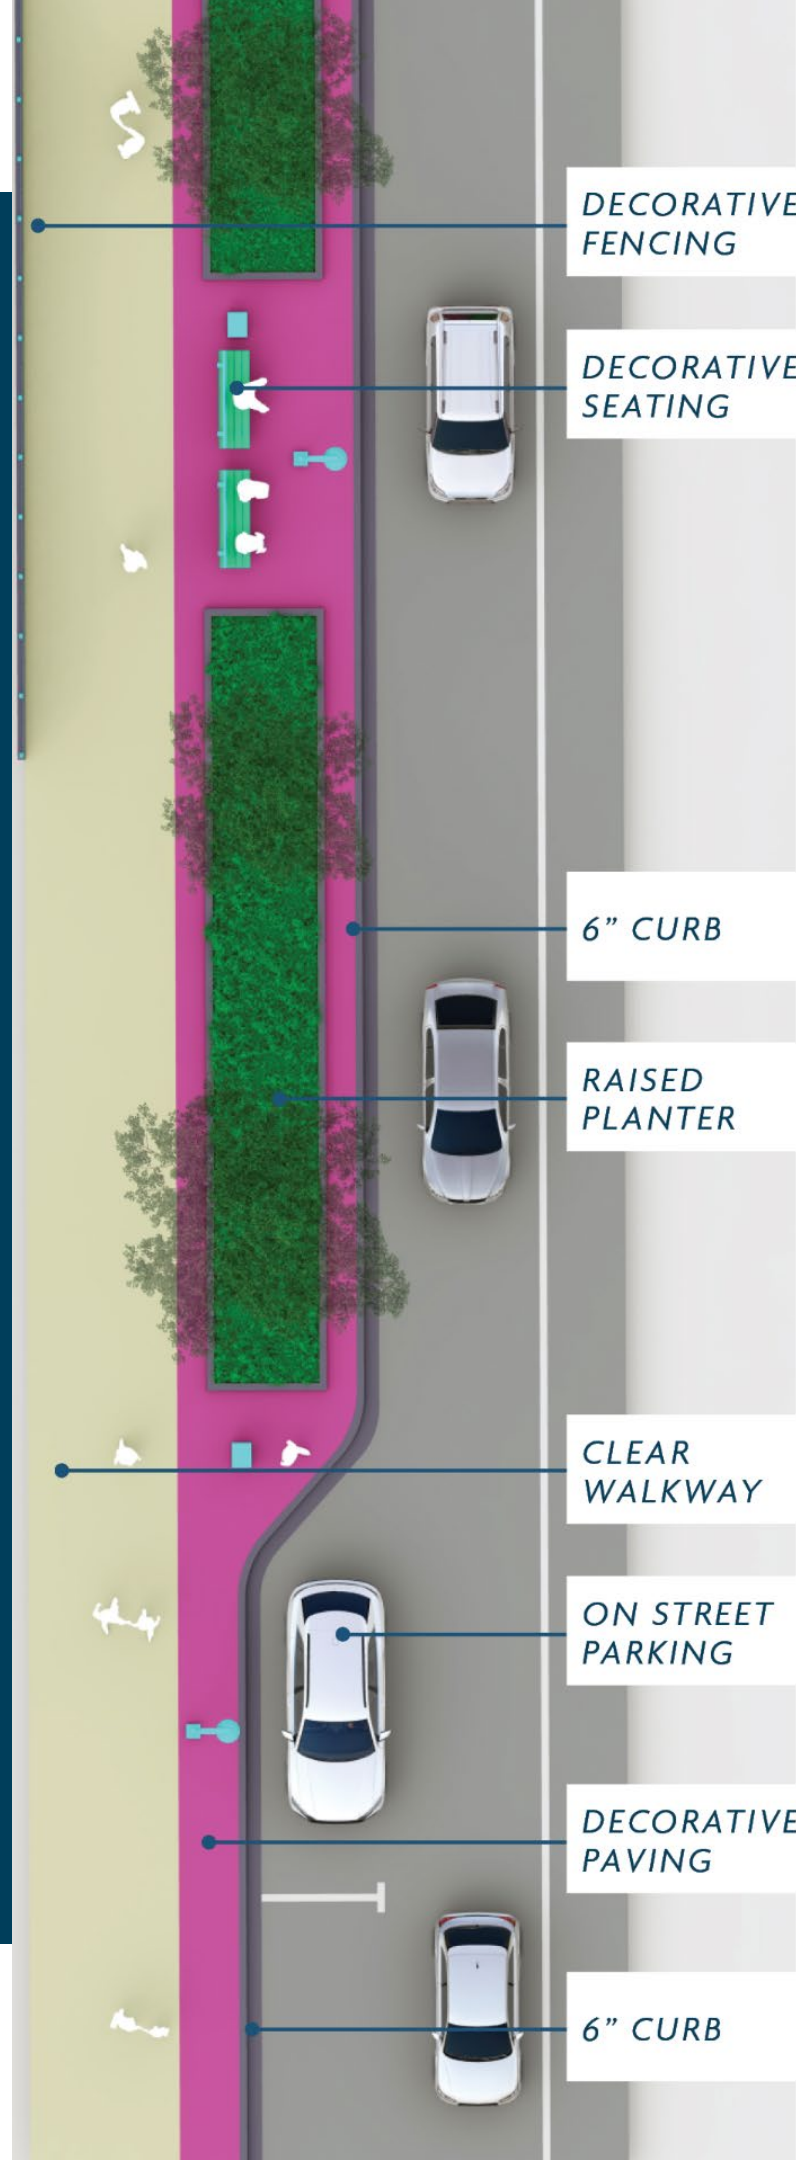 DECORATIVE
FENCING
DECORATIVE
SEATING
6” CURB
RAISED
PLANTER
CLEAR
WALKWAY
ON STREET
PARKING
DECORATIVE
PAVING
6” CURB